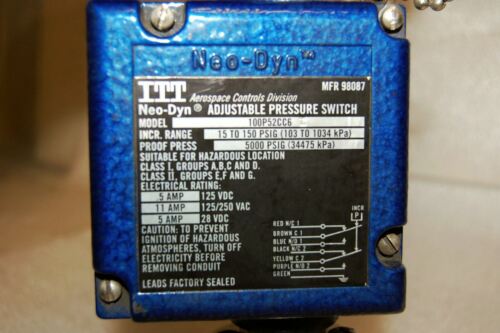 Neo-Dyn™
ITT Aerospace Controls Division MFR 98087
Neo-Dyn® ADJUSTABLE PRESSURE SWITCH
MODEL 100P52CC6
INCR. RANGE 15 TO 150 PSIG (103 TO 1034 kPa)
PROOF PRESS 5000 PSIG (34475 kPa)
SUITABLE FOR HAZARDOUS LOCATION
CLASS I, GROUPS A,B,C AND D.
CLASS II, GROUPS E,F AND G.
ELECTRICAL RATING:
.5 AMP 125 VDC
11 AMP 125/250 VAC
5 AMP 28 VDC
CAUTION: TO PREVENT
IGNITION OF HAZARDOUS
ATMOSPHERES, TURN OFF
ELECTRICITY BEFORE
REMOVING CONDUIT
LEADS FACTORY SEALED
INCR
P
RED N/C 1
BROWN C 1
BLUE N/O 1
BLACK N/C 2
YELLOW C 2
PURPLE N/O 2
GREEN